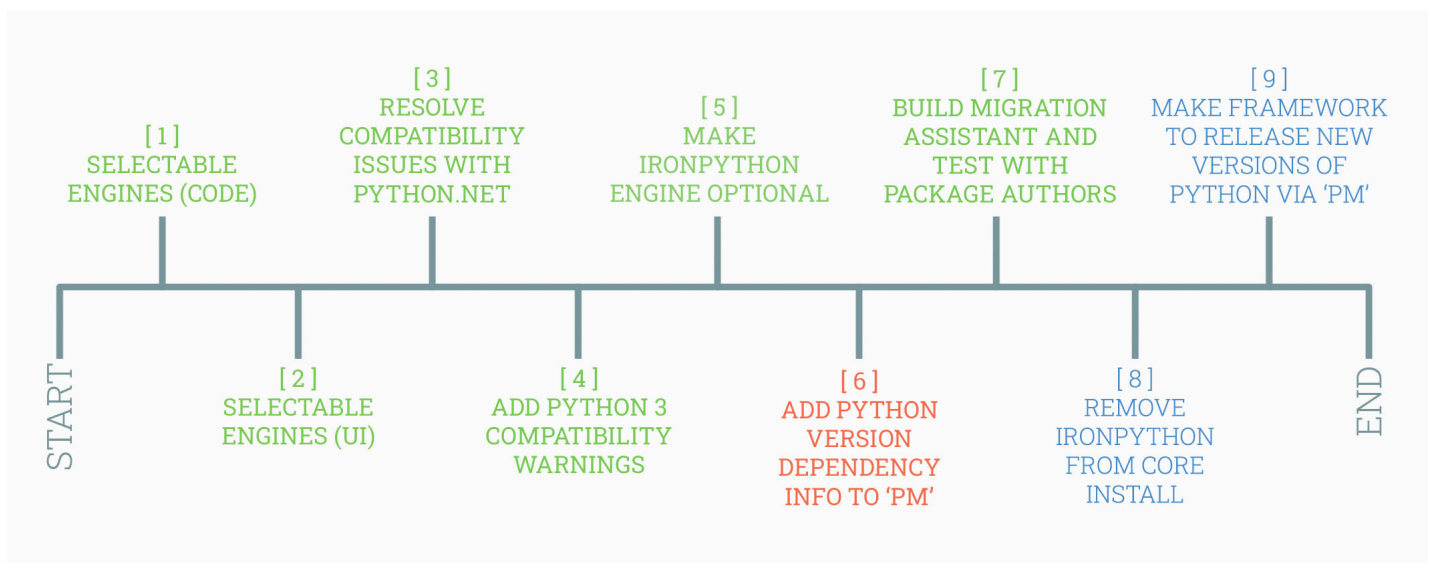 START
[ 1 ]
SELECTABLE
ENGINES (CODE)
[ 2 ]
SELECTABLE
ENGINES (UI)
[ 3 ]
RESOLVE
COMPATIBILITY
ISSUES WITH
PYTHON.NET
[ 4 ]
ADD PYTHON 3
COMPATIBILITY
WARNINGS
[ 5 ]
MAKE
IRONPYTHON
ENGINE OPTIONAL
[ 6 ]
ADD PYTHON
VERSION
DEPENDENCY
INFO TO ‘PM’
[ 7 ]
BUILD MIGRATION
ASSISTANT AND
TEST WITH
PACKAGE AUTHORS
[ 8 ]
REMOVE
IRONPYTHON
FROM CORE
INSTALL
[ 9 ]
MAKE FRAMEWORK
TO RELEASE NEW
VERSIONS OF
PYTHON VIA ‘PM’
END